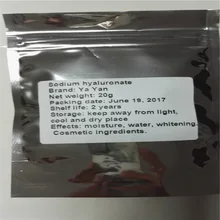 Sodium hyaluronate
Brand: Ya Yan
Net weight: 20g
Packing date: June 19, 2017
Shelf life: 2 years
Storage: keep away from light,
cool and dry place
Effects: moisture, water, whitening
Cosmetic ingredients.